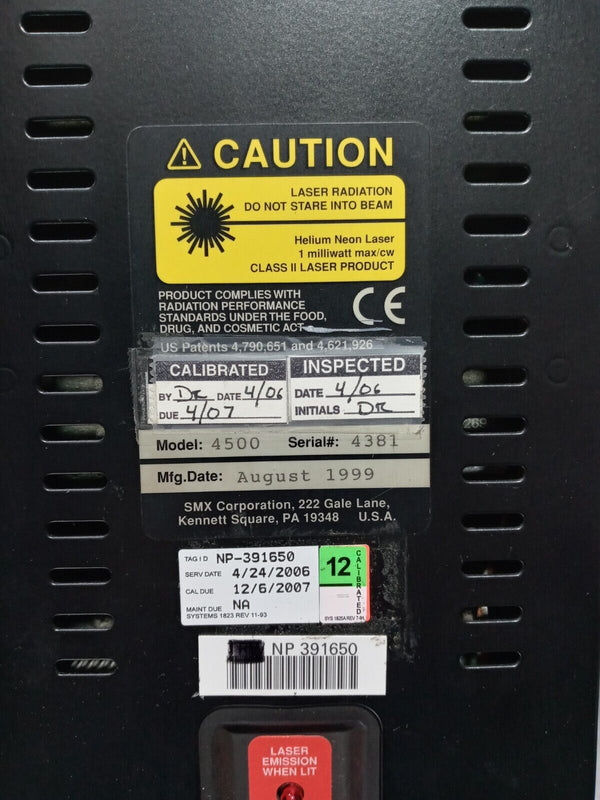 CAUTION
LASER RADIATION
DO NOT STARE INTO BEAM
Helium Neon Laser
1 milliwatt max/cw
CLASS II LASER PRODUCT
PRODUCT COMPLIES WITH
RADIATION PERFORMANCE
STANDARDS UNDER THE FOOD,
DRUG, AND COSMETIC ACT
CE
US Patents 4,790,651 and 4,621,926
CALIBRATED
BY DK DATE 4/06
DUE 4/07
INSPECTED
DATE 4/06
INITIALS DK
Model: 4500 Serial#: 4381
Mfg.Date: August 1999
SMX Corporation, 222 Gale Lane,
Kennett Square, PA 19348 U.S.A.
TAG I D NP-391650
SERV DATE 4/24/2006
CAL DUE 12/6/2007
MAINT DUE NA
SYSTEMS 1823 REV 11-93
12
CALIBRATED
NP 391650
LASER
EMISSION
WHEN LIT